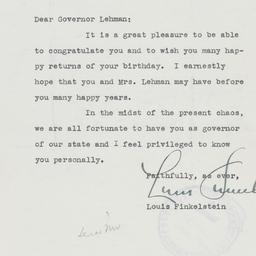 Dear Governor Lehman:
It is a great pleasure to be able
to congratulate you and to wish you many hap-
py returns of your birthday. I earnestly
hope that you and Mrs. Lehman may have before
you many happy years.
In the midst of the present chaos,
we are all fortunate to have you as governor
of our state and I feel privileged to know
you personally.
Faithfully, as ever,
Louis Finkel
Louis Finkelstein